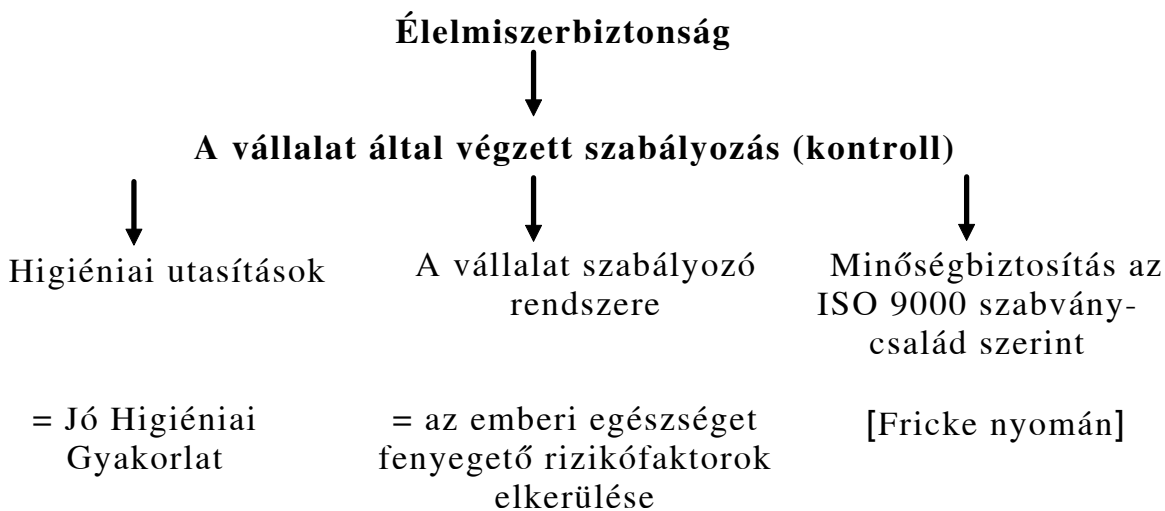 Élelmiszerbiztonság
A vállalat által végzett szabályozás (kontroll)
Higiéniai utasítások
A vállalat szabályozó
rendszere
Minőségbiztosítás az
ISO 9000 szabvány-
család szerint
= Jó Higiéniai
Gyakorlat
= az emberi egészséget
fenyegető rizikófaktorok
elkerülése
[Fricke nyomán]